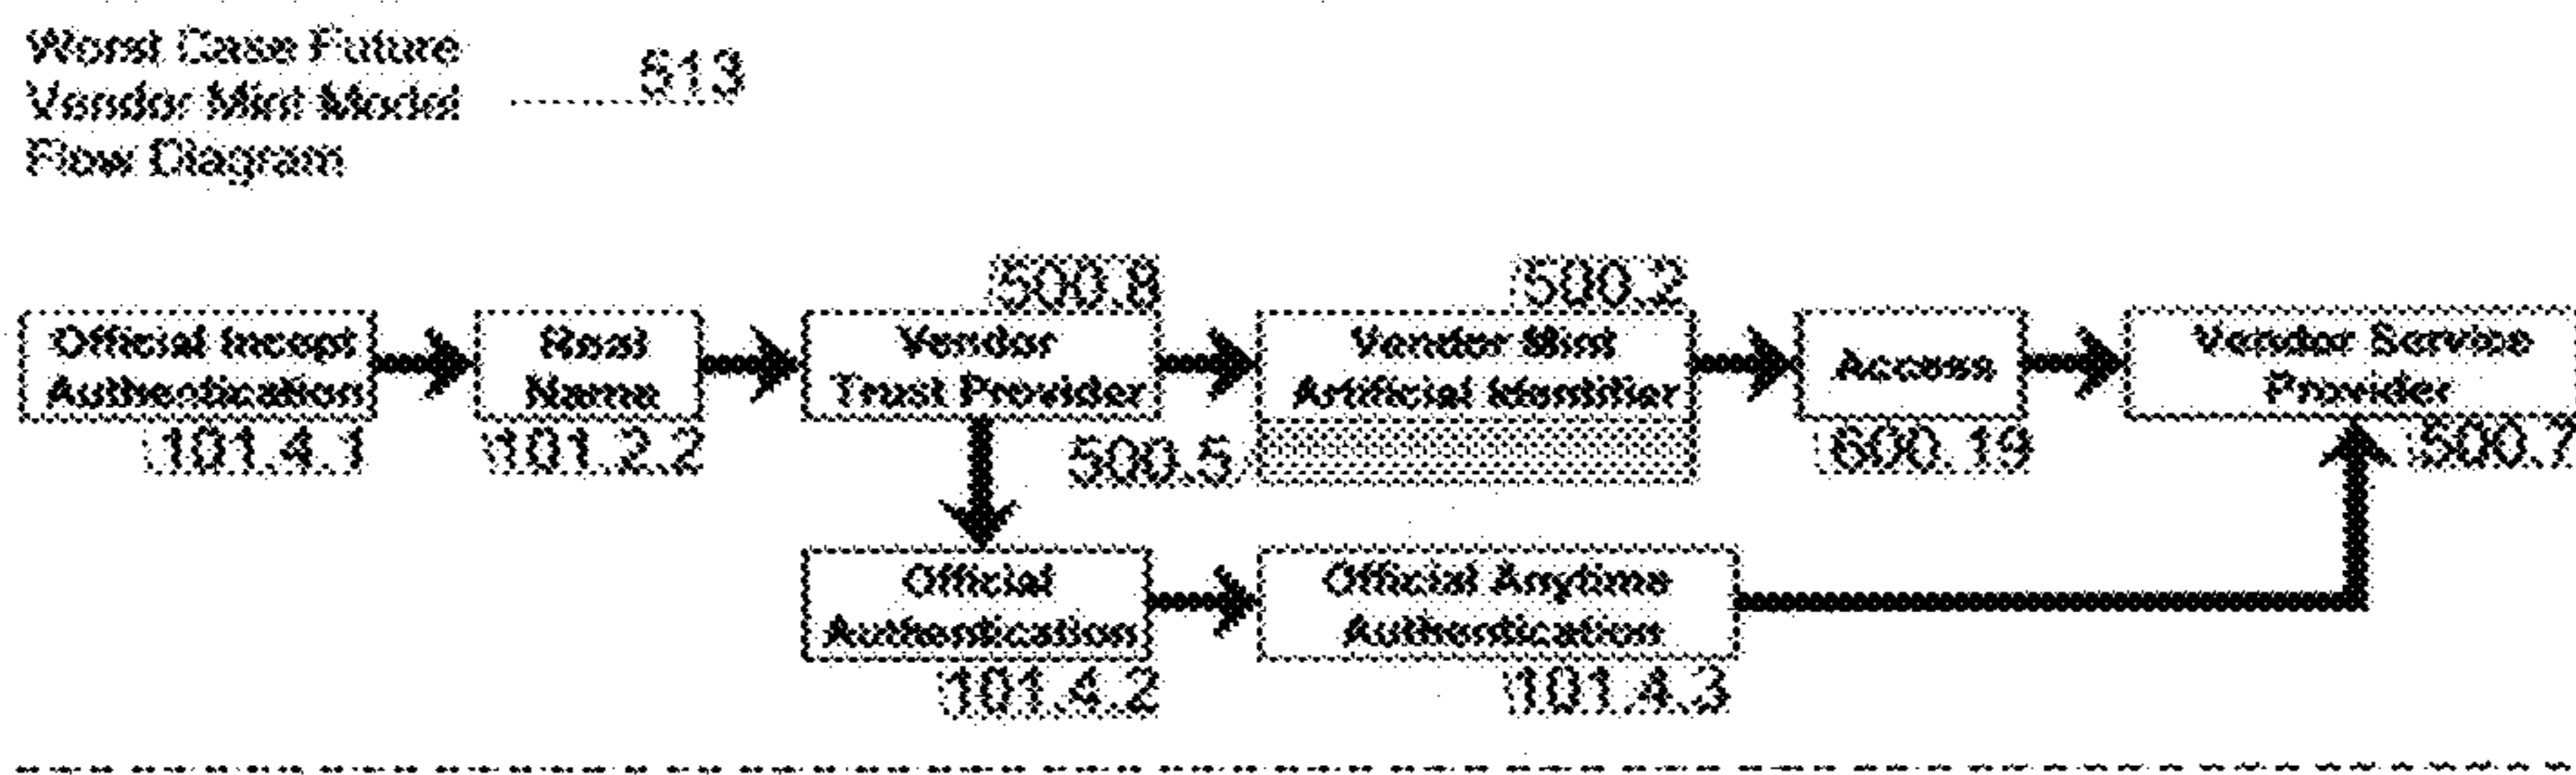 Worst Case Future
Vendor Mint Model 513
Flow Diagram
500.8 500.2
Official Incept Real Vendor Vendor Mint Access Vendor Service
Authentication Name Trust Provider Artificial Identifier Provider
101.4.1 101.2.2 500.5 600.19 500.7
Official Official Anytime
Authentication Authentication
101.4.2 101.4.3